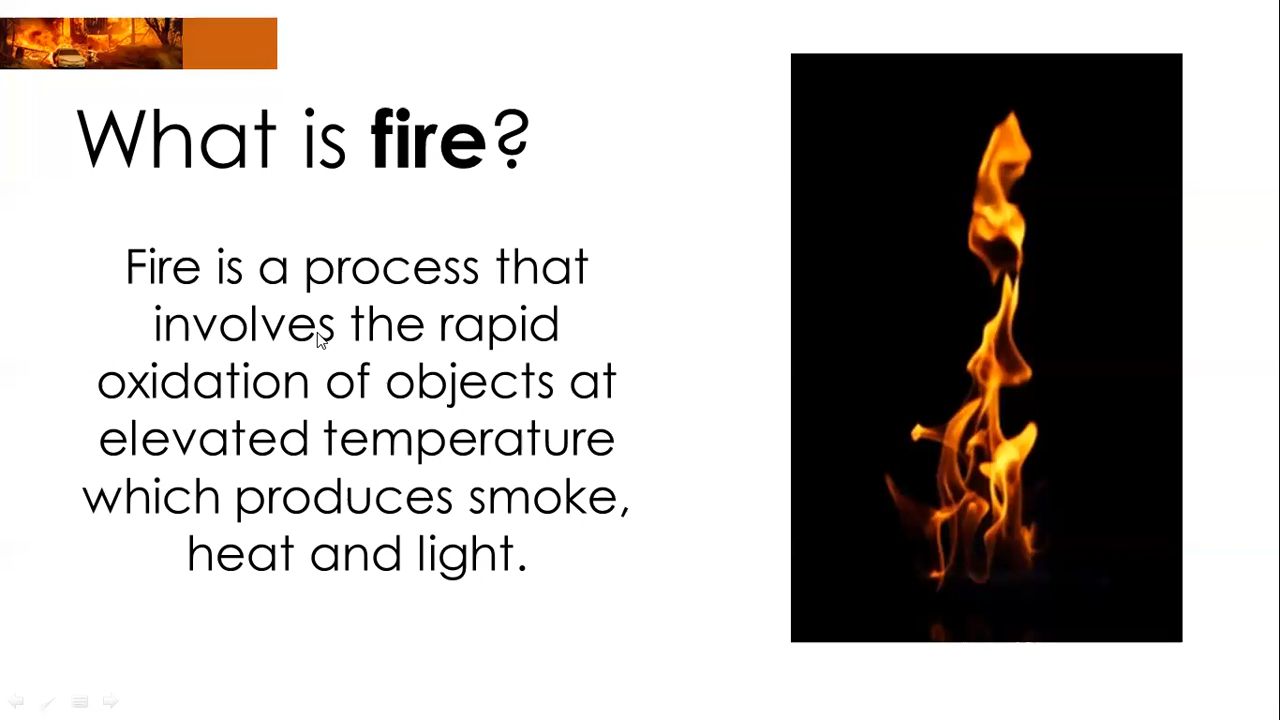 What is fire?
Fire is a process that
involves the rapid
oxidation of objects at
elevated temperature
which produces smoke,
heat and light.